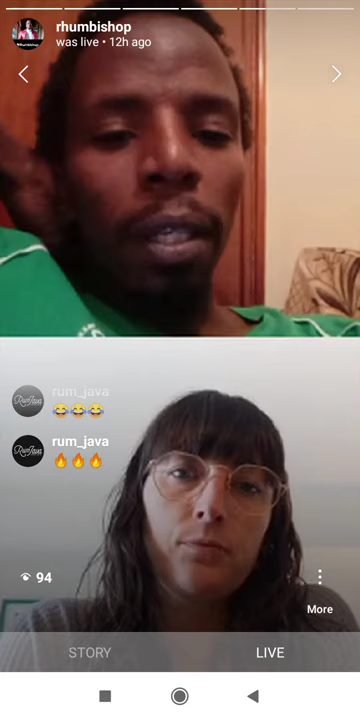 rhumbishop
was live • 12h ago
rum_java
😂😂😂
rum_java
🔥🔥🔥
94
More
STORY
LIVE